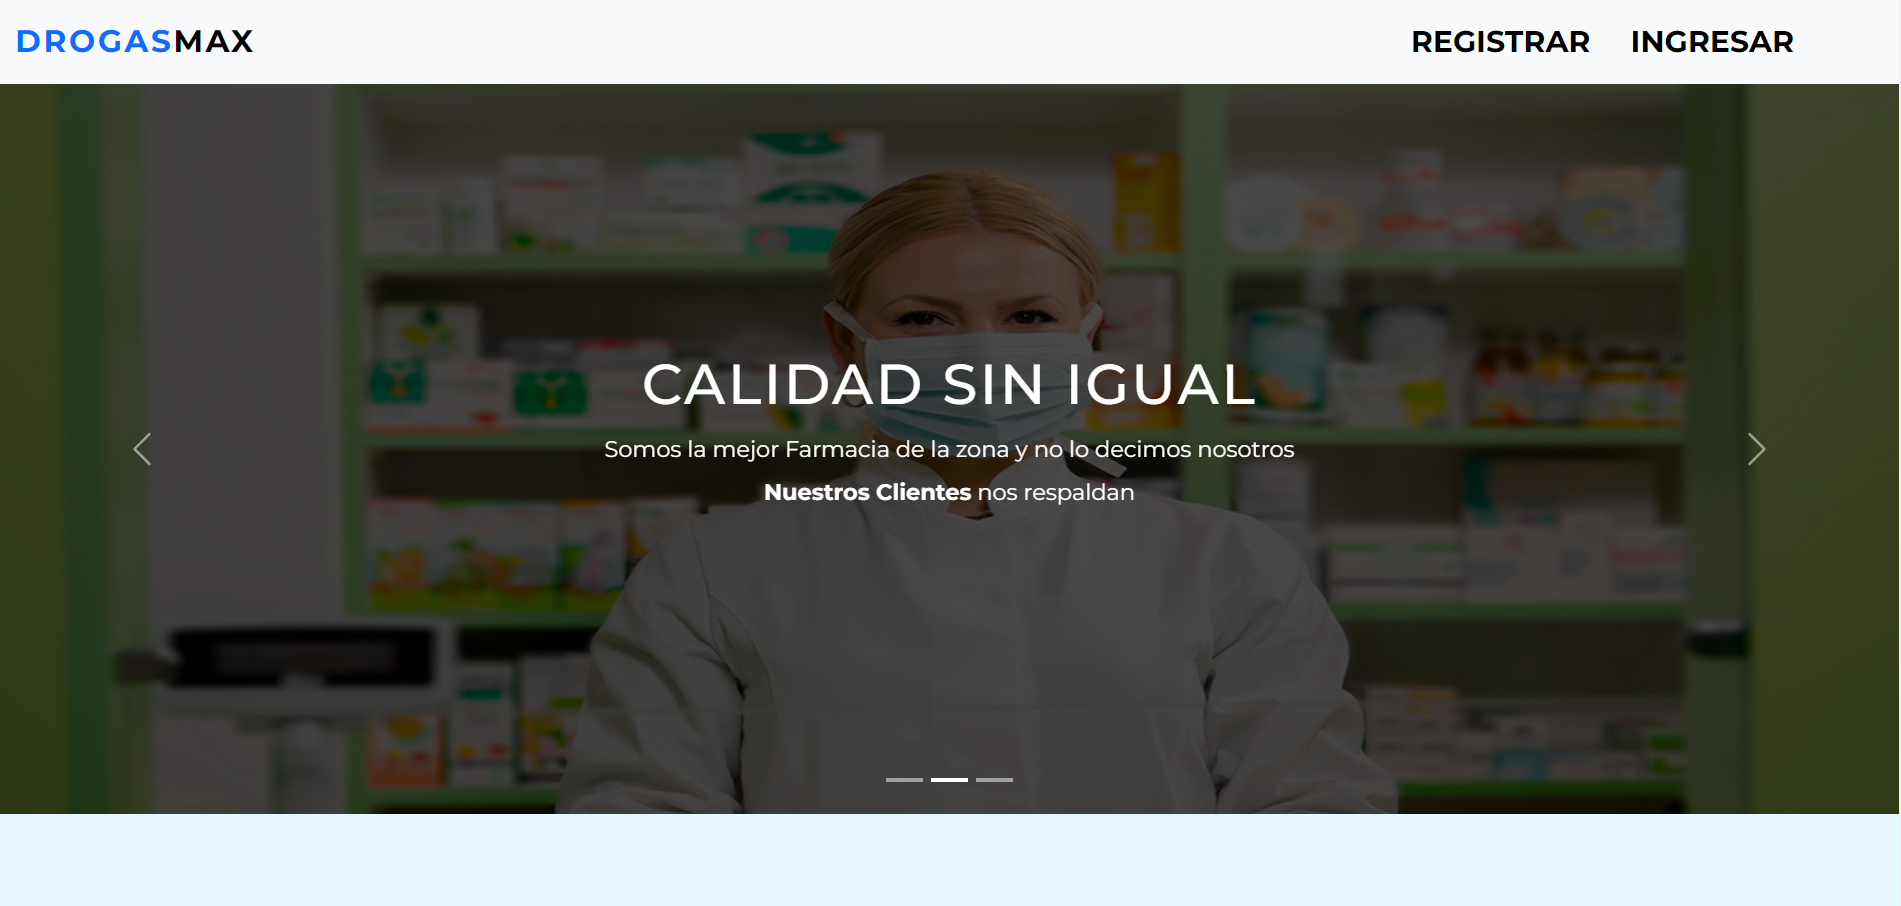 DROGASMAX
REGISTRAR INGRESAR
CALIDAD SIN IGUAL
Somos la mejor Farmacia de la zona y no lo decimos nosotros
Nuestros Clientes nos respaldan